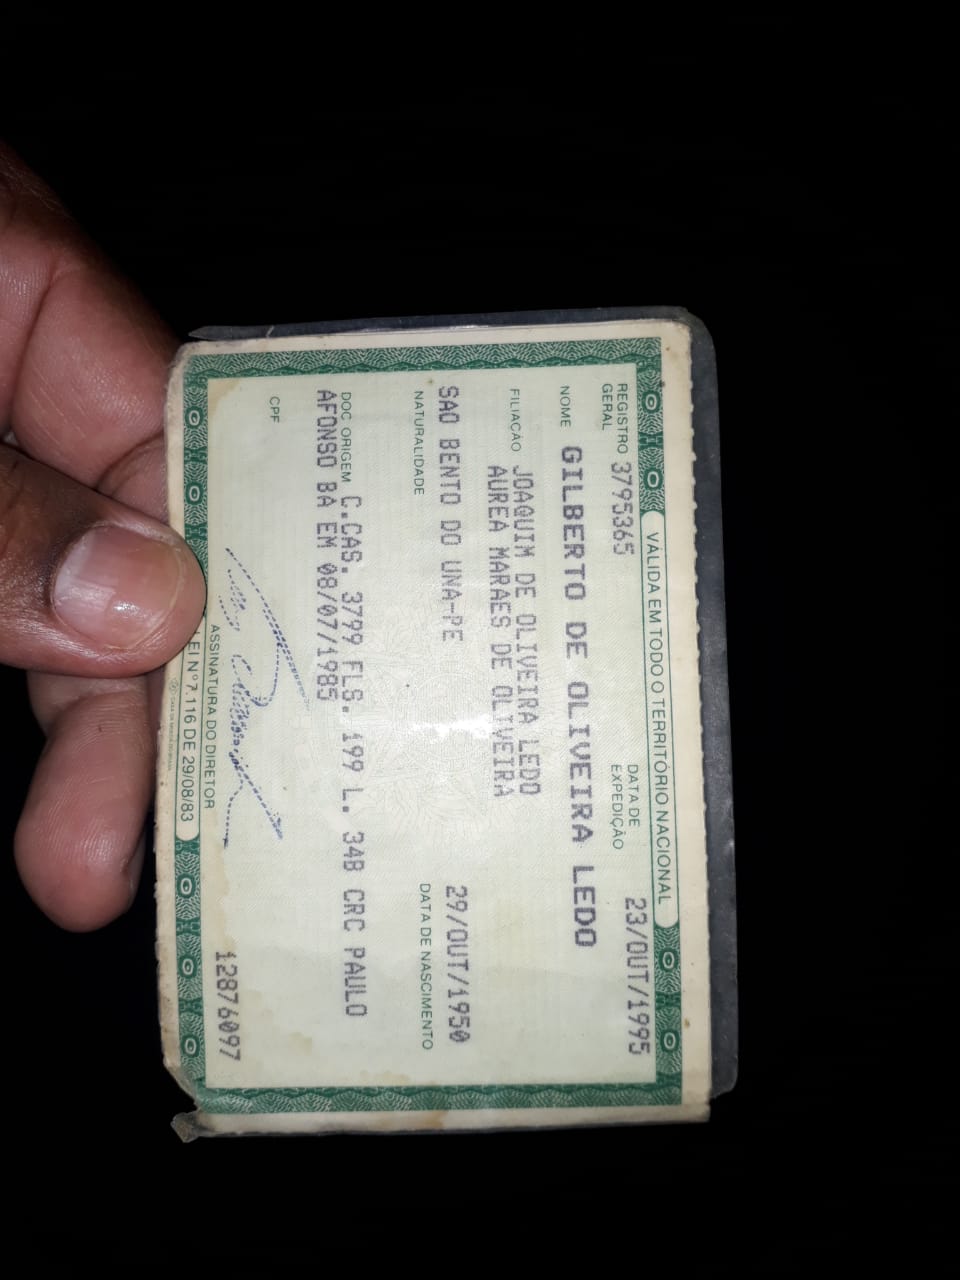 VÁLIDA EM TODO O TERRITÓRIO NACIONAL
REGISTRO GERAL 3795365 DATA DE EXPEDIÇÃO 23/OUT/1995
NOME GILBERTO DE OLIVEIRA LEDO
FILIAÇÃO JOAQUIM DE OLIVEIRA LEDO
AUREA MARAES DE OLIVEIRA
SAO BENTO DO UNA-PE 29/OUT/1950
NATURALIDADE DATA DE NASCIMENTO
DOC ORIGEM C.CAS. 3799 FLS. 199 L. 34B CRC PAULO
AFONSO BA EM 08/07/1985
CPF
12876097
ASSINATURA DO DIRETOR
LEI Nº 7.116 DE 29/08/83